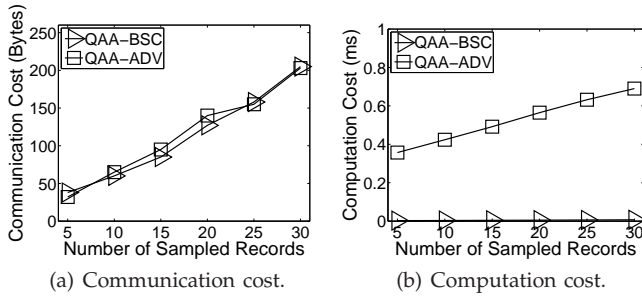 Communication Cost (Bytes)
250
200
150
100
50
0
QAA-BSC
QAA-ADV
5 10 15 20 25 30
Number of Sampled Records
(a) Communication cost.
Computation Cost (ms)
1
0.8
0.6
0.4
0.2
0
QAA-BSC
QAA-ADV
5 10 15 20 25 30
Number of Sampled Records
(b) Computation cost.